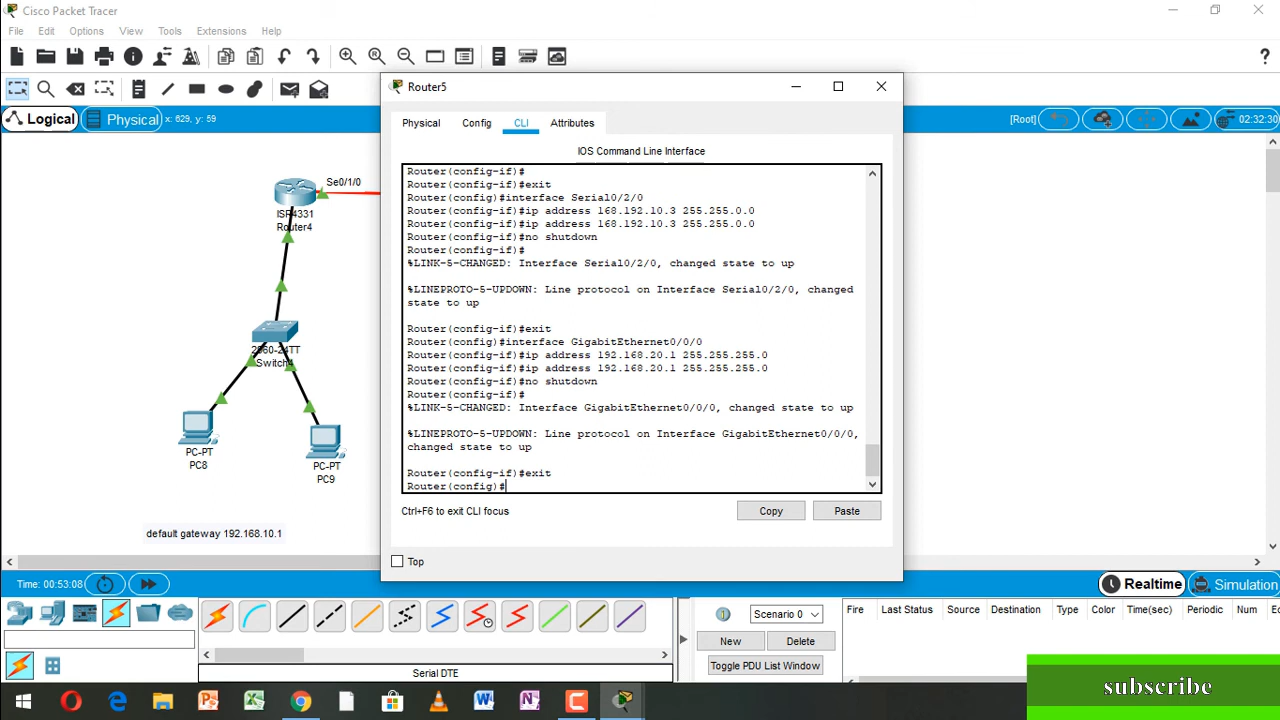 Cisco Packet Tracer
File Edit Options View Tools Extensions Help
Logical Physical x: 629, y: 59 [Root] 02:32:30
Router5
Physical Config CLI Attributes
IOS Command Line Interface
Router(config-if)#
Router(config-if)#exit
Router(config)#interface Serial0/2/0
Router(config-if)#ip address 168.192.10.3 255.255.0.0
Router(config-if)#ip address 168.192.10.3 255.255.0.0
Router(config-if)#no shutdown
Router(config-if)#
%LINK-5-CHANGED: Interface Serial0/2/0, changed state to up
%LINEPROTO-5-UPDOWN: Line protocol on Interface Serial0/2/0, changed
state to up
Router(config-if)#exit
Router(config)#interface GigabitEthernet0/0/0
Router(config-if)#ip address 192.168.20.1 255.255.255.0
Router(config-if)#ip address 192.168.20.1 255.255.255.0
Router(config-if)#no shutdown
Router(config-if)#
%LINK-5-CHANGED: Interface GigabitEthernet0/0/0, changed state to up
%LINEPROTO-5-UPDOWN: Line protocol on Interface GigabitEthernet0/0/0,
changed state to up
Router(config-if)#exit
Router(config)#
Ctrl+F6 to exit CLI focus
Copy Paste
Top
Se0/1/0
ISR4331
Router4
2960-24TT
Switch4
PC-PT
PC8
PC-PT
PC9
default gateway 192.168.10.1
Time: 00:53:08
Realtime Simulation
Scenario 0
New Delete
Toggle PDU List Window
Fire Last Status Source Destination Type Color Time(sec) Periodic Num
Serial DTE
subscribe